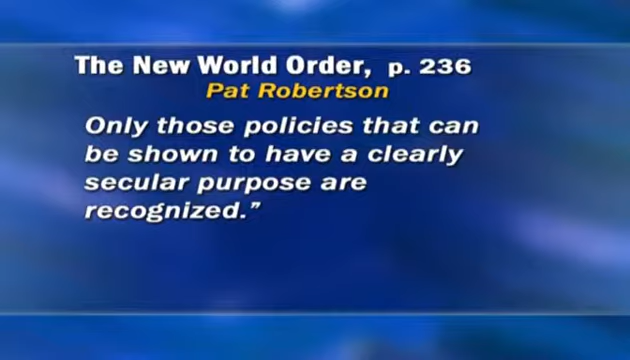 The New World Order, p. 236
Pat Robertson
Only those policies that can
be shown to have a clearly
secular purpose are
recognized.”